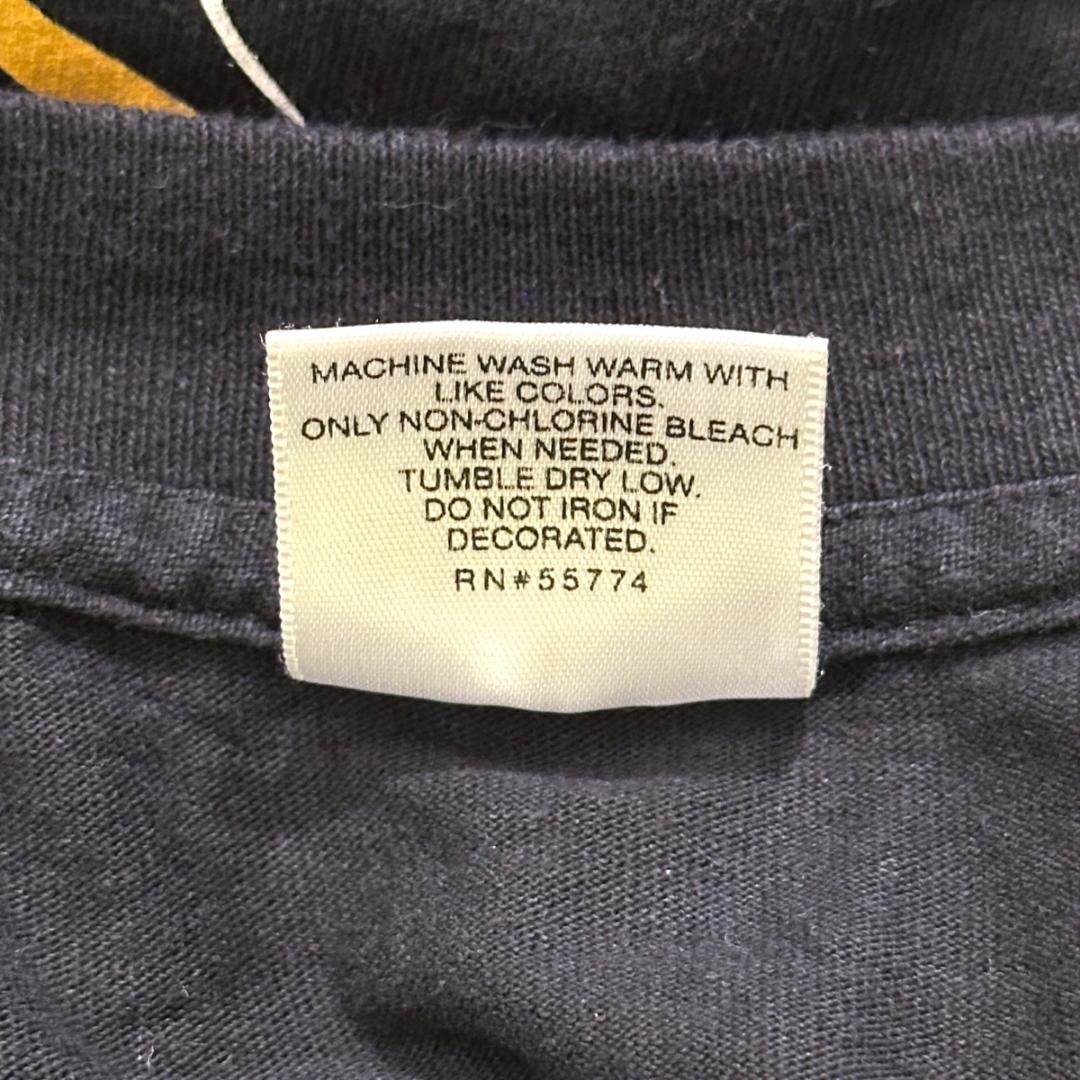 MACHINE WASH WARM WITH
LIKE COLORS.
ONLY NON-CHLORINE BLEACH
WHEN NEEDED.
TUMBLE DRY LOW.
DO NOT IRON IF
DECORATED.
RN#55774